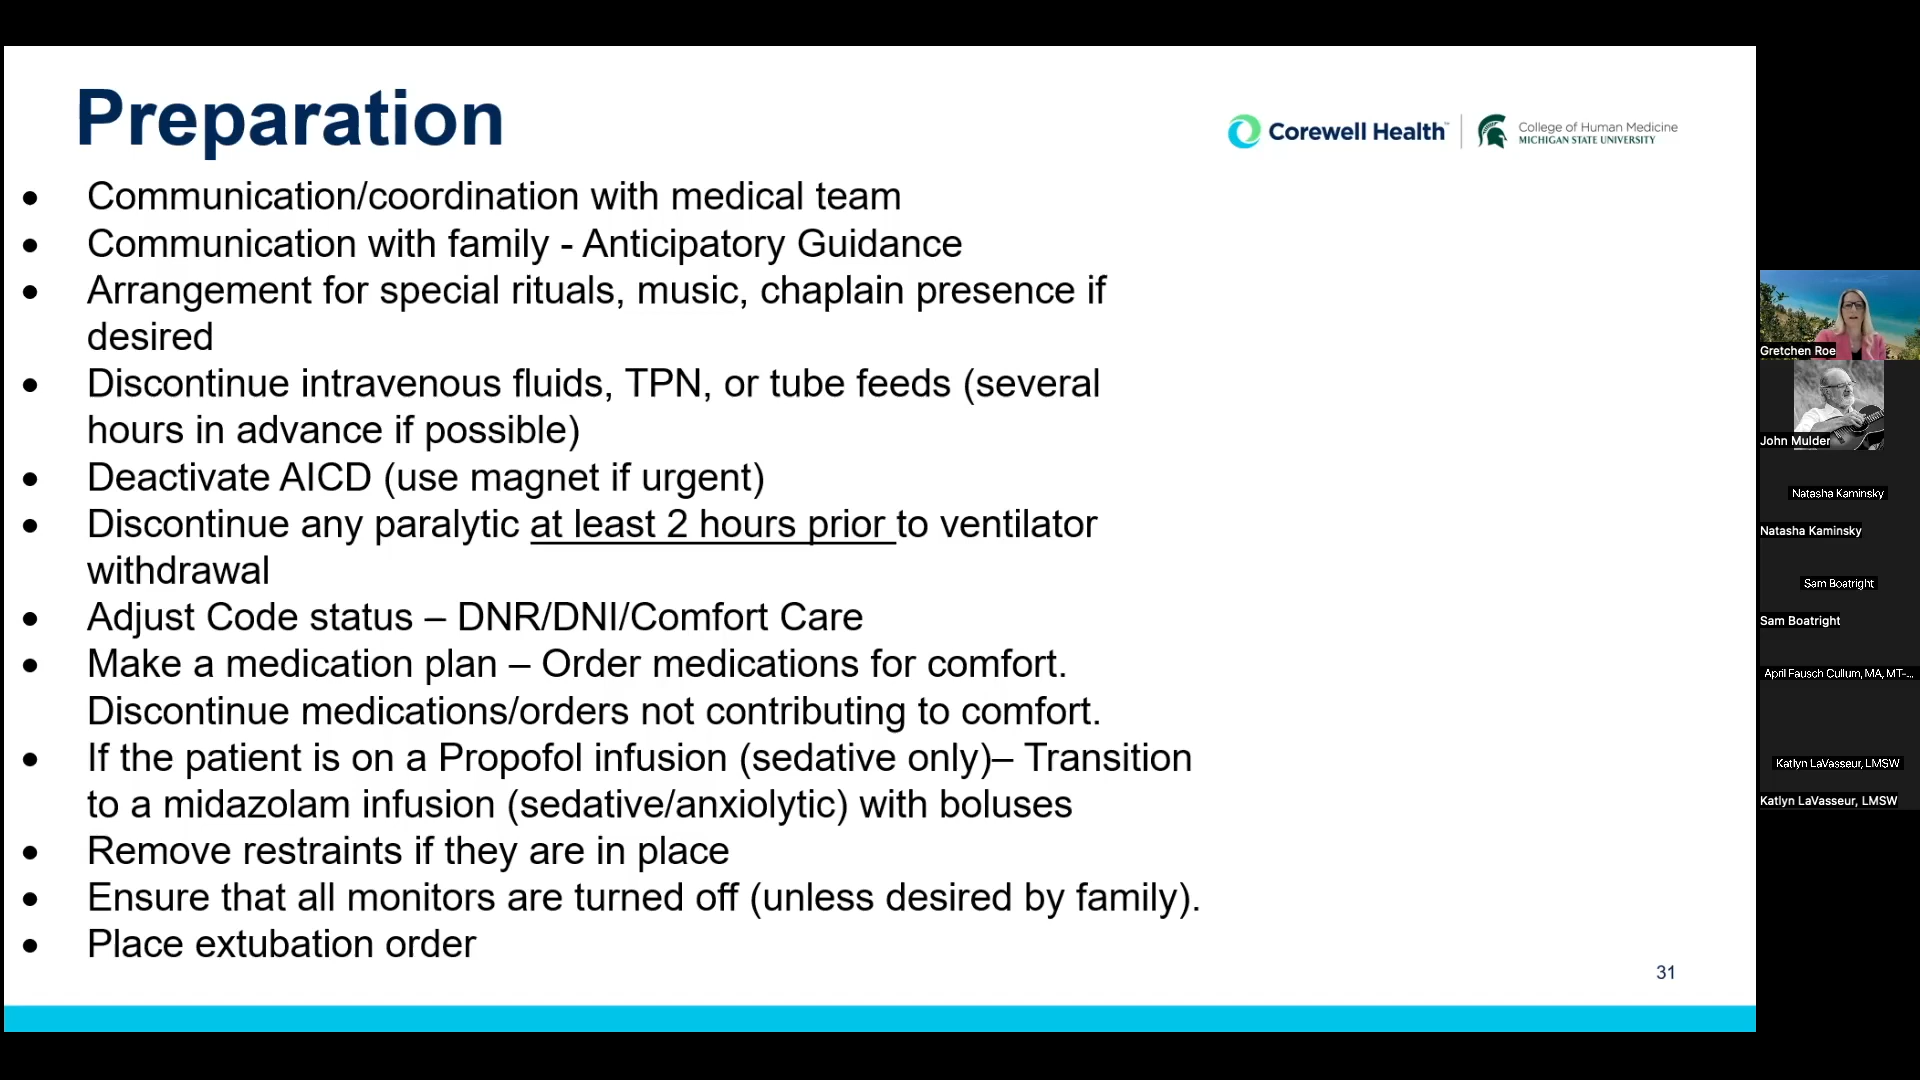 Preparation
Corewell Health™
College of Human Medicine
MICHIGAN STATE UNIVERSITY
• Communication/coordination with medical team
• Communication with family - Anticipatory Guidance
• Arrangement for special rituals, music, chaplain presence if
desired
• Discontinue intravenous fluids, TPN, or tube feeds (several
hours in advance if possible)
• Deactivate AICD (use magnet if urgent)
• Discontinue any paralytic at least 2 hours prior to ventilator
withdrawal
• Adjust Code status – DNR/DNI/Comfort Care
• Make a medication plan – Order medications for comfort.
Discontinue medications/orders not contributing to comfort.
• If the patient is on a Propofol infusion (sedative only)– Transition
to a midazolam infusion (sedative/anxiolytic) with boluses
• Remove restraints if they are in place
• Ensure that all monitors are turned off (unless desired by family).
• Place extubation order
31
Gretchen Roe
John Mulder
Natasha Kaminsky
Natasha Kaminsky
Sam Boatright
Sam Boatright
April Fausch Cullum, MA, MT-...
Katlyn LaVasseur, LMSW
Katlyn LaVasseur, LMSW